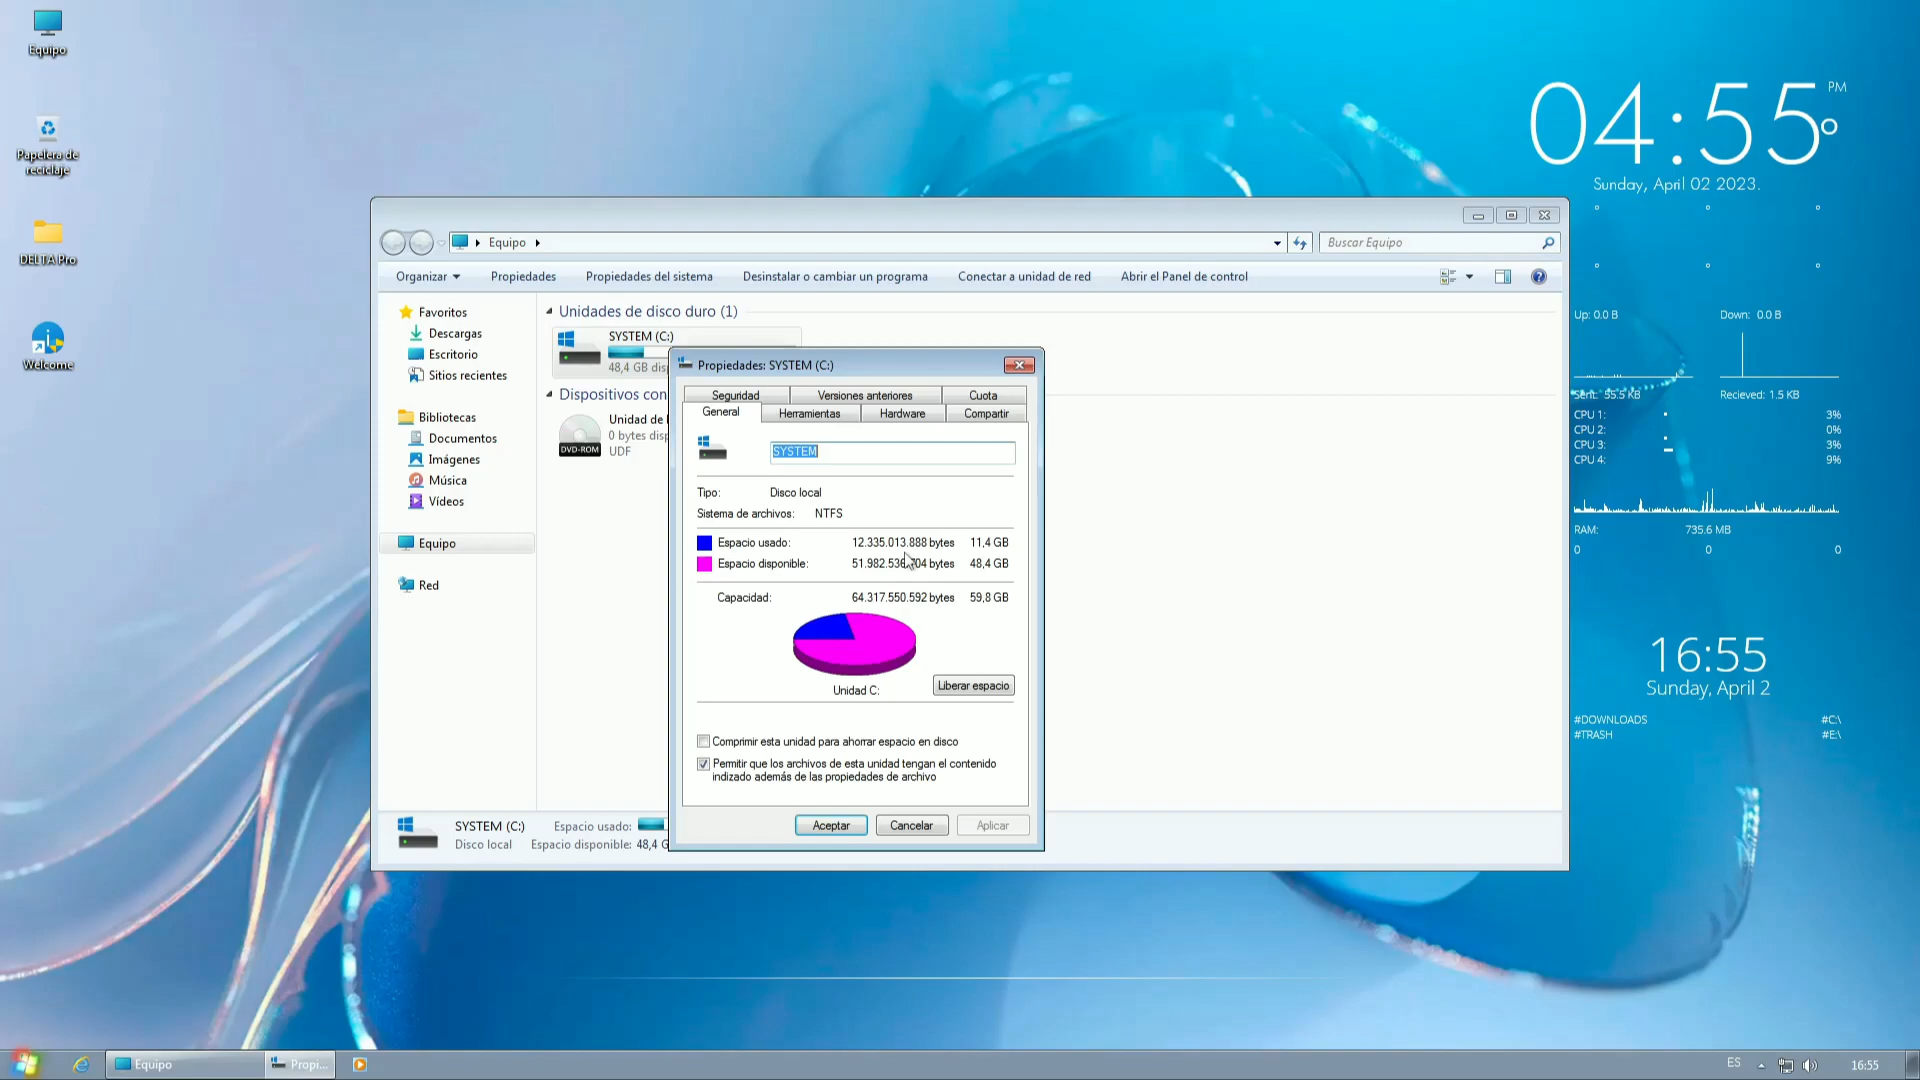 Equipo
Papelera de
reciclaje
DELTA Pro
Welcome
04:55
PM
Sunday, April 02 2023.
Up: 0.0 B
Down: 0.0 B
Sent: 55.5 KB
Recieved: 1.5 KB
CPU 1: 3%
CPU 2: 0%
CPU 3: 3%
CPU 4: 9%
RAM: 735.6 MB
0 0 0
16:55
Sunday, April 2
#DOWNLOADS #C:\
#TRASH #E:\
Equipo
Buscar Equipo
Organizar Propiedades Propiedades del sistema Desinstalar o cambiar un programa Conectar a unidad de red Abrir el Panel de control
Favoritos
Descargas
Escritorio
Sitios recientes
Bibliotecas
Documentos
Imágenes
Música
Vídeos
Equipo
Red
Unidades de disco duro (1)
SYSTEM (C:)
48,4 GB dis
Dispositivos con
Unidad de
0 bytes disp
UDF
DVD-ROM
Propiedades: SYSTEM (C:)
Seguridad Versiones anteriores Cuota
General Herramientas Hardware Compartir
SYSTEM
Tipo: Disco local
Sistema de archivos: NTFS
Espacio usado: 12.335.013.888 bytes 11,4 GB
Espacio disponible: 51.982.536.704 bytes 48,4 GB
Capacidad: 64.317.550.592 bytes 59,8 GB
Unidad C:
Liberar espacio
Comprimir esta unidad para ahorrar espacio en disco
Permitir que los archivos de esta unidad tengan el contenido
indizado además de las propiedades de archivo
Aceptar Cancelar Aplicar
SYSTEM (C:) Espacio usado:
Disco local Espacio disponible: 48,4 G
Equipo
Propi...
ES
16:55